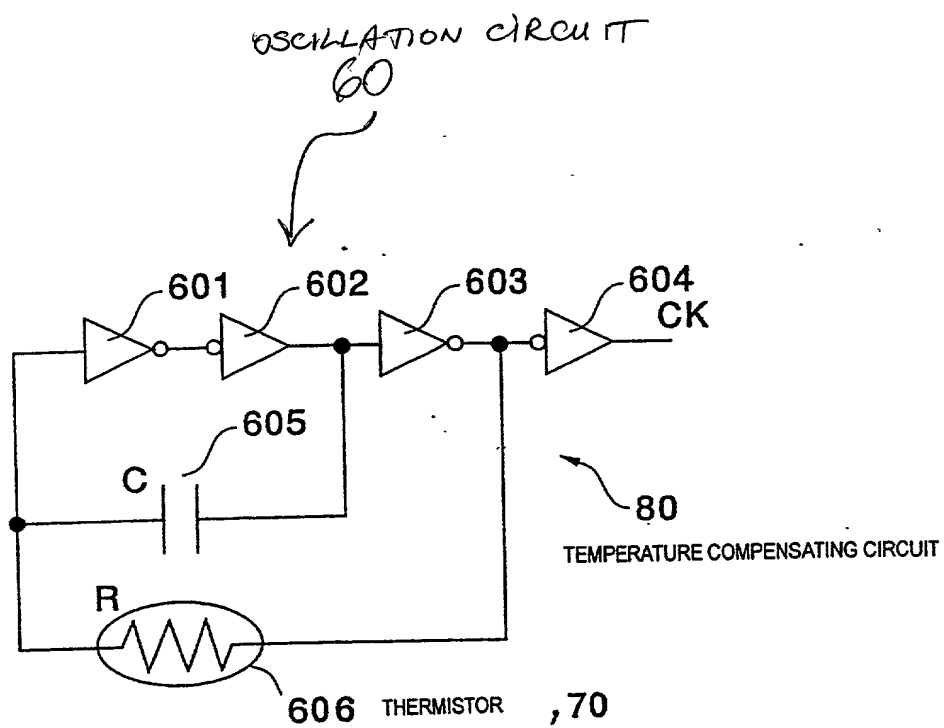 OSCILLATION CIRCUIT
60
601
602
603
604
CK
605
C
80
TEMPERATURE COMPENSATING CIRCUIT
R
606 THERMISTOR , 70